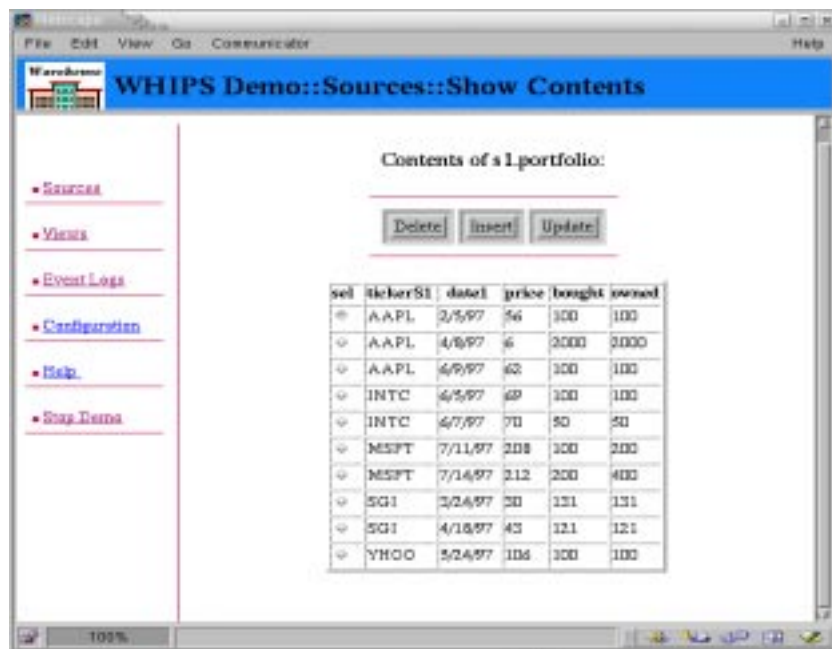 File Edit View Go Communicator Help
Warehouse
WHIPS Demo::Sources::Show Contents
Contents of s1.portfolio:
Sources
Views
Event Logs
Configuration
Help
Stop Demo
Delete Insert Update
sel tickerS1 date1 price bought owned
AAPL 2/5/97 56 100 100
AAPL 4/8/97 6 2000 2000
AAPL 6/9/97 62 100 100
INTC 6/5/97 69 100 100
INTC 6/7/97 70 50 50
MSFT 7/11/97 208 100 200
MSFT 7/14/97 212 200 400
SGI 3/24/97 30 131 131
SGI 4/18/97 43 121 121
YHOO 5/24/97 106 100 100
100%